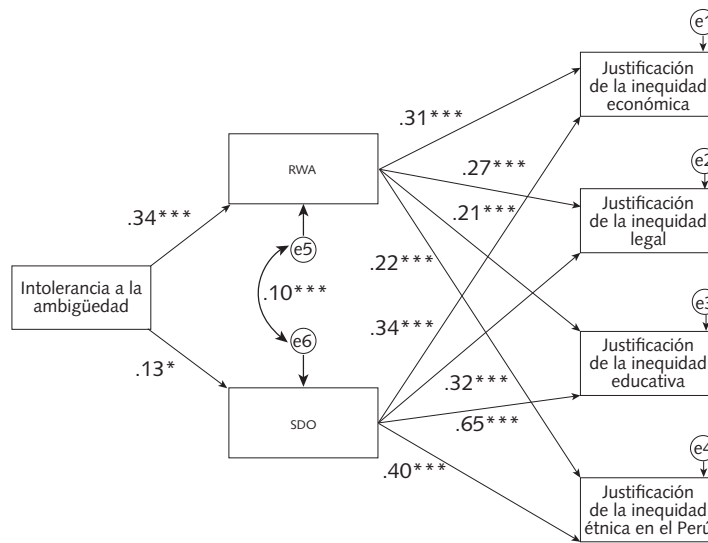 e1
Justificación
de la inequidad
económica
.31***
RWA
e2
.27***
Justificación
de la inequidad
legal
.34***
.21***
e5
.22***
Intolerancia a la
ambigüedad
.10***
e3
.34***
Justificación
de la inequidad
educativa
e6
.13*
.32***
SDO
.65***
e4
.40***
Justificación
de la inequidad
étnica en el Perú